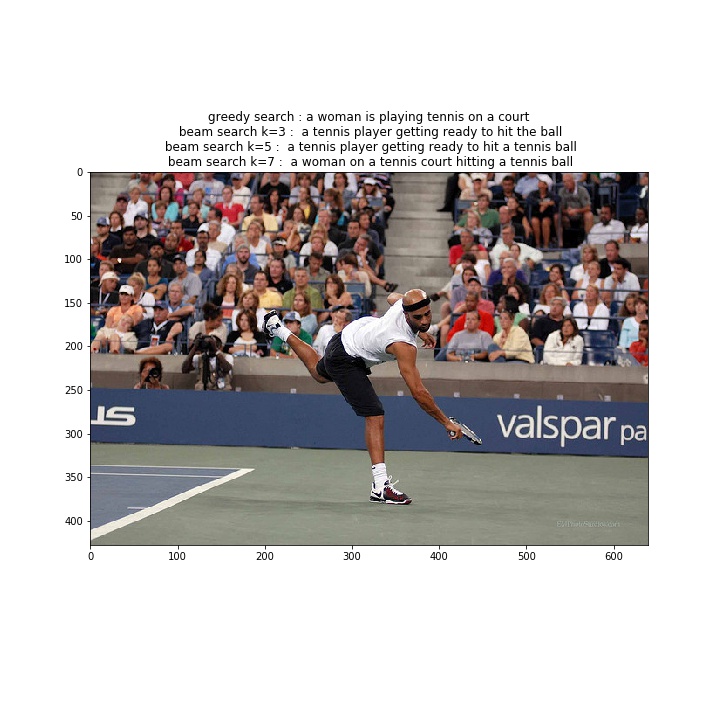 greedy search : a woman is playing tennis on a court
beam search k=3 : a tennis player getting ready to hit the ball
beam search k=5 : a tennis player getting ready to hit a tennis ball
beam search k=7 : a woman on a tennis court hitting a tennis ball
0
50
100
150
200
250
300
350
400
US
valspar pa
0 100 200 300 400 500 600